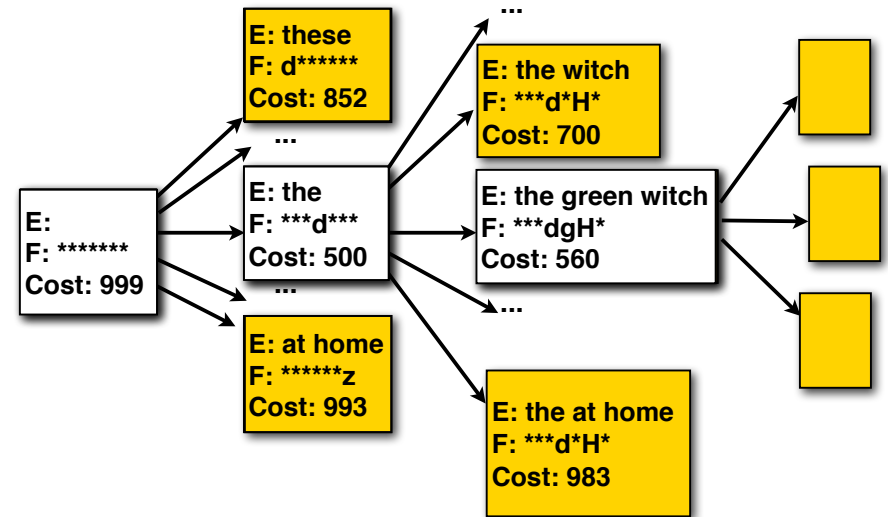 E:
F: *******
Cost: 999
E: these
F: d******
Cost: 852
...
E: the
F: ***d***
Cost: 500
...
E: at home
F: ******z
Cost: 993
...
E: the witch
F: ***d*H*
Cost: 700
E: the green witch
F: ***dgH*
Cost: 560
...
E: the at home
F: ***d*H*
Cost: 983